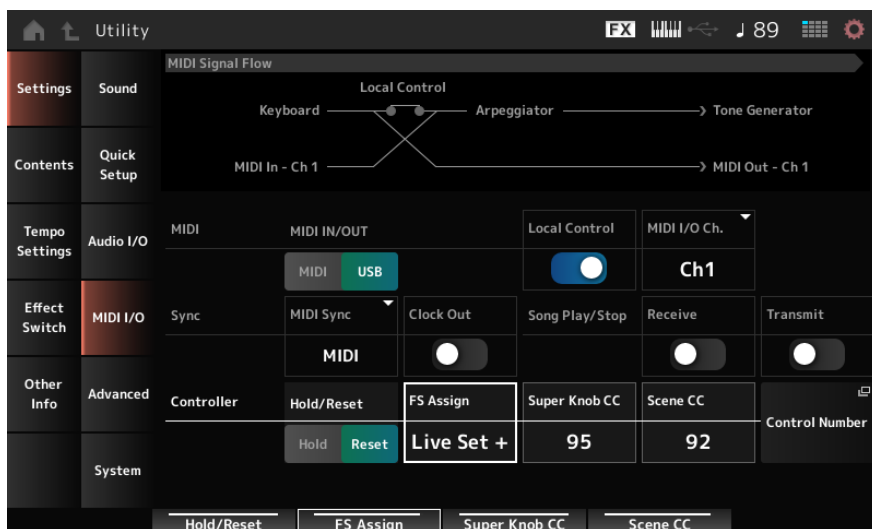 Utility
FX
♩ 89
Settings
Sound
MIDI Signal Flow
Local Control
Keyboard
Arpeggiator
Tone Generator
Contents
Quick
Setup
MIDI In - Ch 1
MIDI Out - Ch 1
Tempo
Settings
Audio I/O
MIDI
MIDI IN/OUT
Local Control
MIDI I/O Ch.
MIDI
USB
Ch1
Effect
Switch
MIDI I/O
Sync
MIDI Sync
Clock Out
Song Play/Stop
Receive
Transmit
MIDI
Other
Info
Advanced
Controller
Hold/Reset
FS Assign
Super Knob CC
Scene CC
Control Number
Hold
Reset
Live Set +
95
92
System
Hold/Reset
FS Assign
Super Knob CC
Scene CC